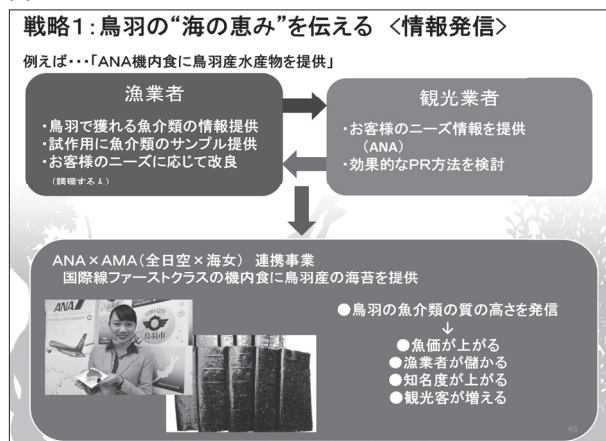 戦略1：鳥羽の“海の恵み”を伝える <情報発信>
例えば・・・「ANA機内食に鳥羽産水産物を提供」
漁業者
・鳥羽で獲れる魚介類の情報提供
・試作用に魚介類のサンプル提供
・お客様のニーズに応じて改良
（調理する人）
観光業者
・お客様のニーズ情報を提供
（ANA）
・効果的なPR方法を検討
ANA×AMA（全日空×海女） 連携事業
国際線ファーストクラスの機内食に鳥羽産の海苔を提供
ANA
鳥羽市
●鳥羽の魚介類の質の高さを発信
↓
●魚価が上がる
●漁業者が儲かる
●知名度が上がる
●観光客が増える
46